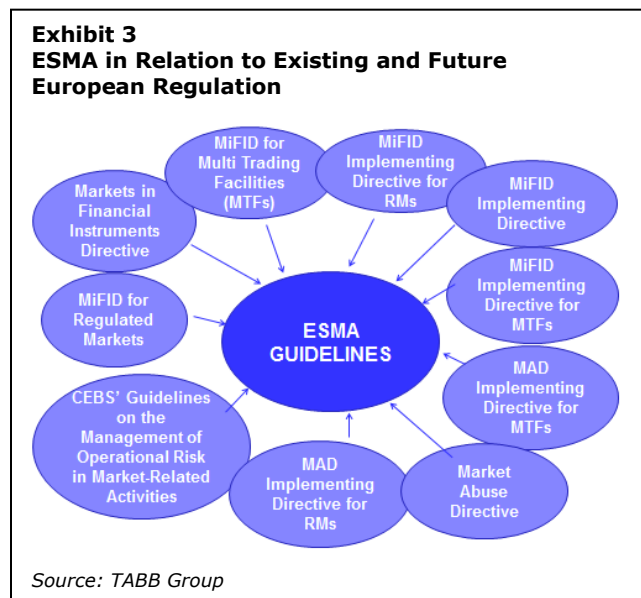 Exhibit 3
ESMA in Relation to Existing and Future
European Regulation
MiFID for
Multi Trading
Facilities
(MTFs)
MiFID
Implementing
Directive for
RMs
Markets in
Financial
Instruments
Directive
MiFID
Implementing
Directive
MiFID for
Regulated
Markets
MiFID
Implementing
Directive for
MTFs
ESMA
GUIDELINES
CEBS' Guidelines
on the
Management of
Operational Risk
in Market-Related
Activities
MAD
Implementing
Directive for
MTFs
MAD
Implementing
Directive for RMs
Market
Abuse
Directive
Source: TABB Group